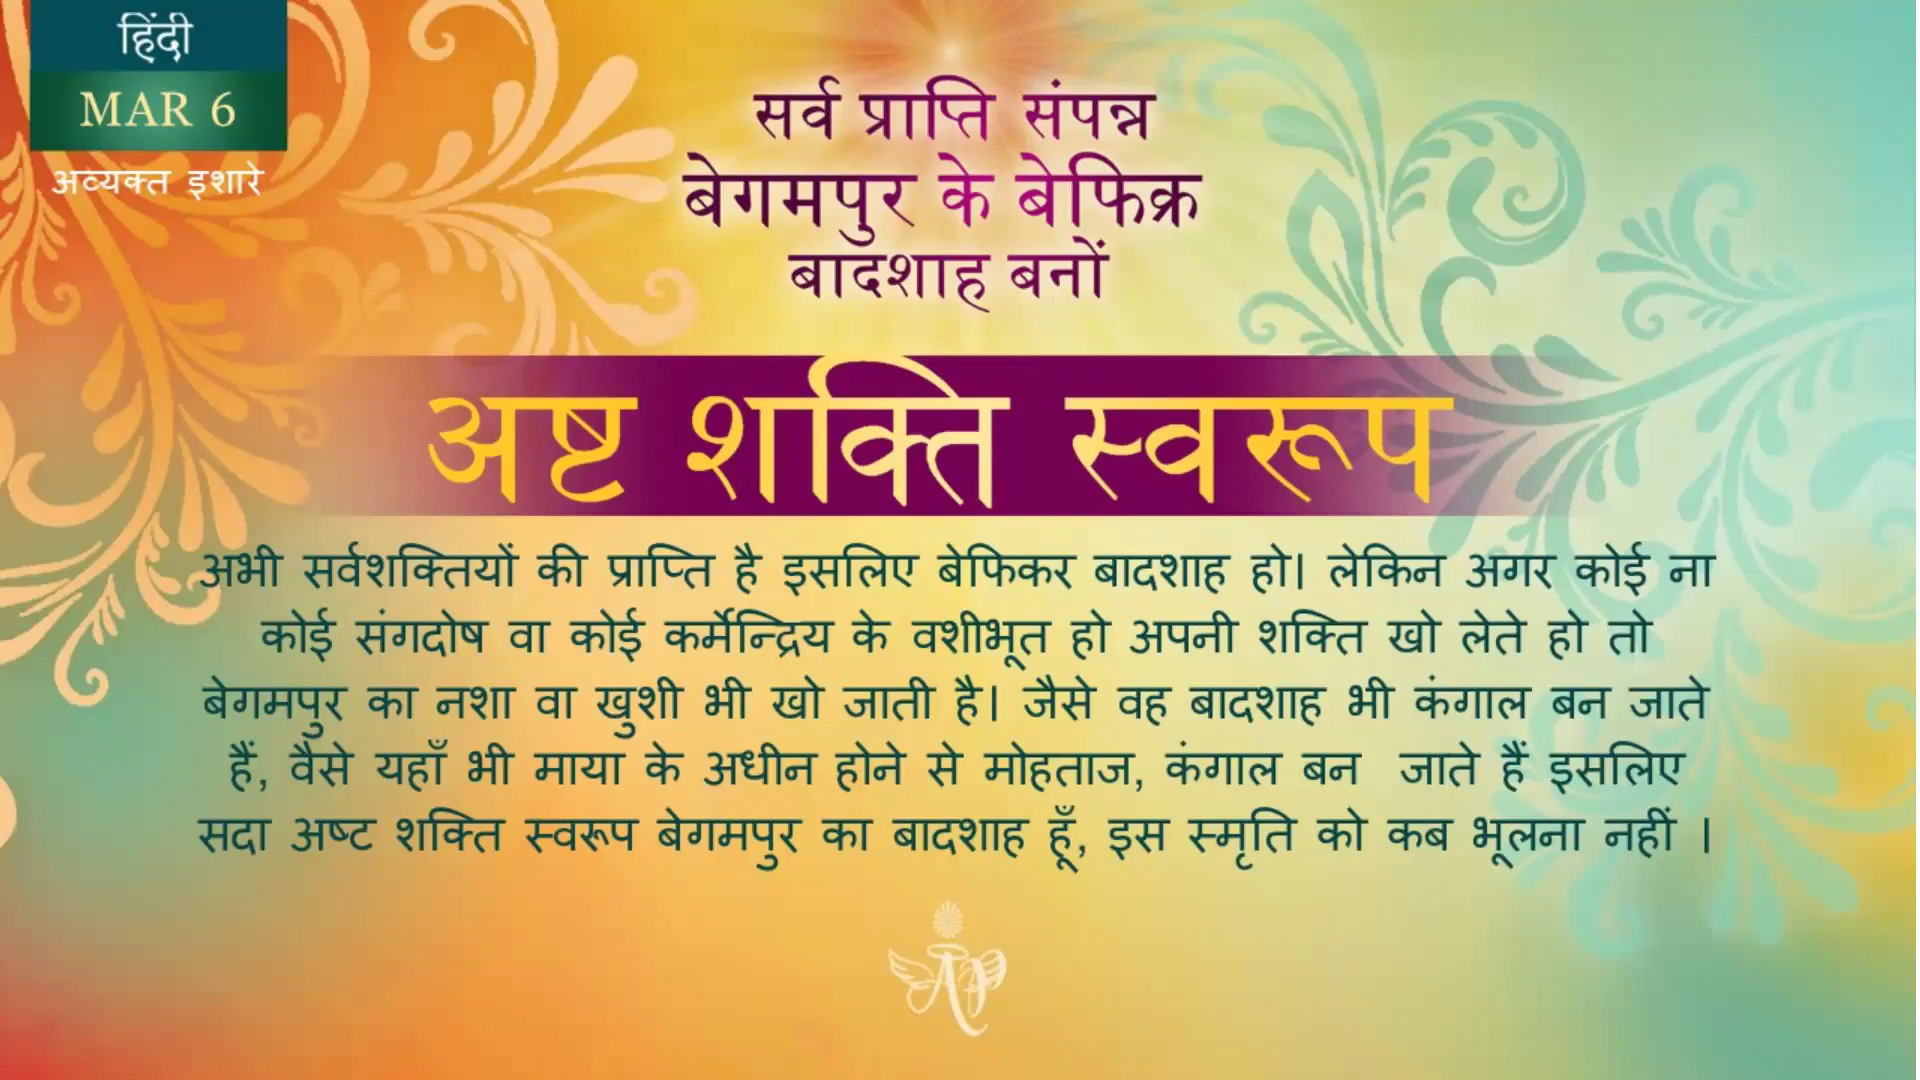 हिंदी
MAR 6
अव्यक्त इशारे
सर्व प्राप्ति संपन्न
बेगमपुर के बेफिक्र
बादशाह बनों
अष्ट शक्ति स्वरूप
अभी सर्वशक्तियों की प्राप्ति है इसलिए बेफिकर बादशाह हो। लेकिन अगर कोई ना
कोई संगदोष वा कोई कर्मेन्द्रिय के वशीभूत हो अपनी शक्ति खो लेते हो तो
बेगमपुर का नशा वा खुशी भी खो जाती है। जैसे वह बादशाह भी कंगाल बन जाते
हैं, वैसे यहाँ भी माया के अधीन होने से मोहताज, कंगाल बन जाते हैं इसलिए
सदा अष्ट शक्ति स्वरूप बेगमपुर का बादशाह हूँ, इस स्मृति को कब भूलना नहीं ।
AP